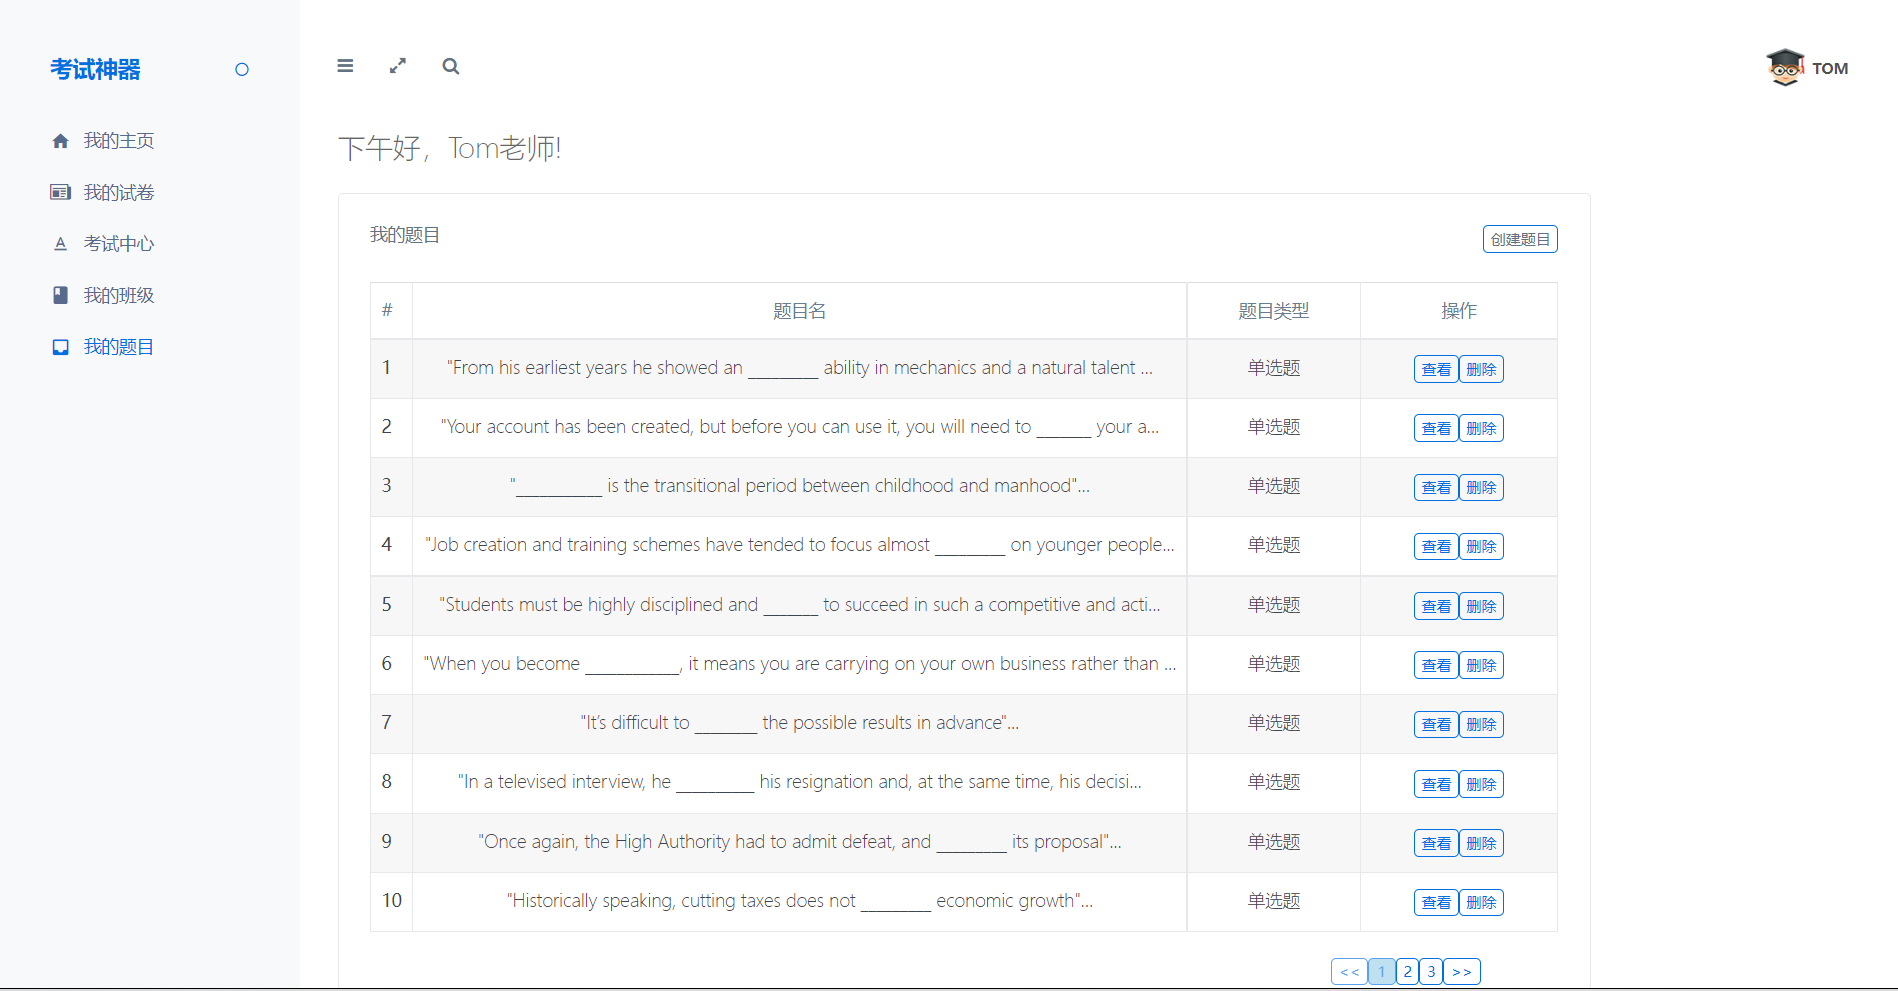 考试神器
TOM
我的主页
我的试卷
考试中心
我的班级
我的题目
下午好，Tom老师!
我的题目
创建题目
# 题目名 题目类型 操作
1 "From his earliest years he showed an _________ ability in mechanics and a natural talent ... 单选题 查看 删除
2 "Your account has been created, but before you can use it, you will need to _______ your a... 单选题 查看 删除
3 "___________ is the transitional period between childhood and manhood"... 单选题 查看 删除
4 "Job creation and training schemes have tended to focus almost _________ on younger people... 单选题 查看 删除
5 "Students must be highly disciplined and _______ to succeed in such a competitive and acti... 单选题 查看 删除
6 "When you become ____________, it means you are carrying on your own business rather than ... 单选题 查看 删除
7 "It’s difficult to ________ the possible results in advance"... 单选题 查看 删除
8 "In a televised interview, he __________ his resignation and, at the same time, his decisi... 单选题 查看 删除
9 "Once again, the High Authority had to admit defeat, and _________ its proposal"... 单选题 查看 删除
10 "Historically speaking, cutting taxes does not _________ economic growth"... 单选题 查看 删除
<< 1 2 3 >>